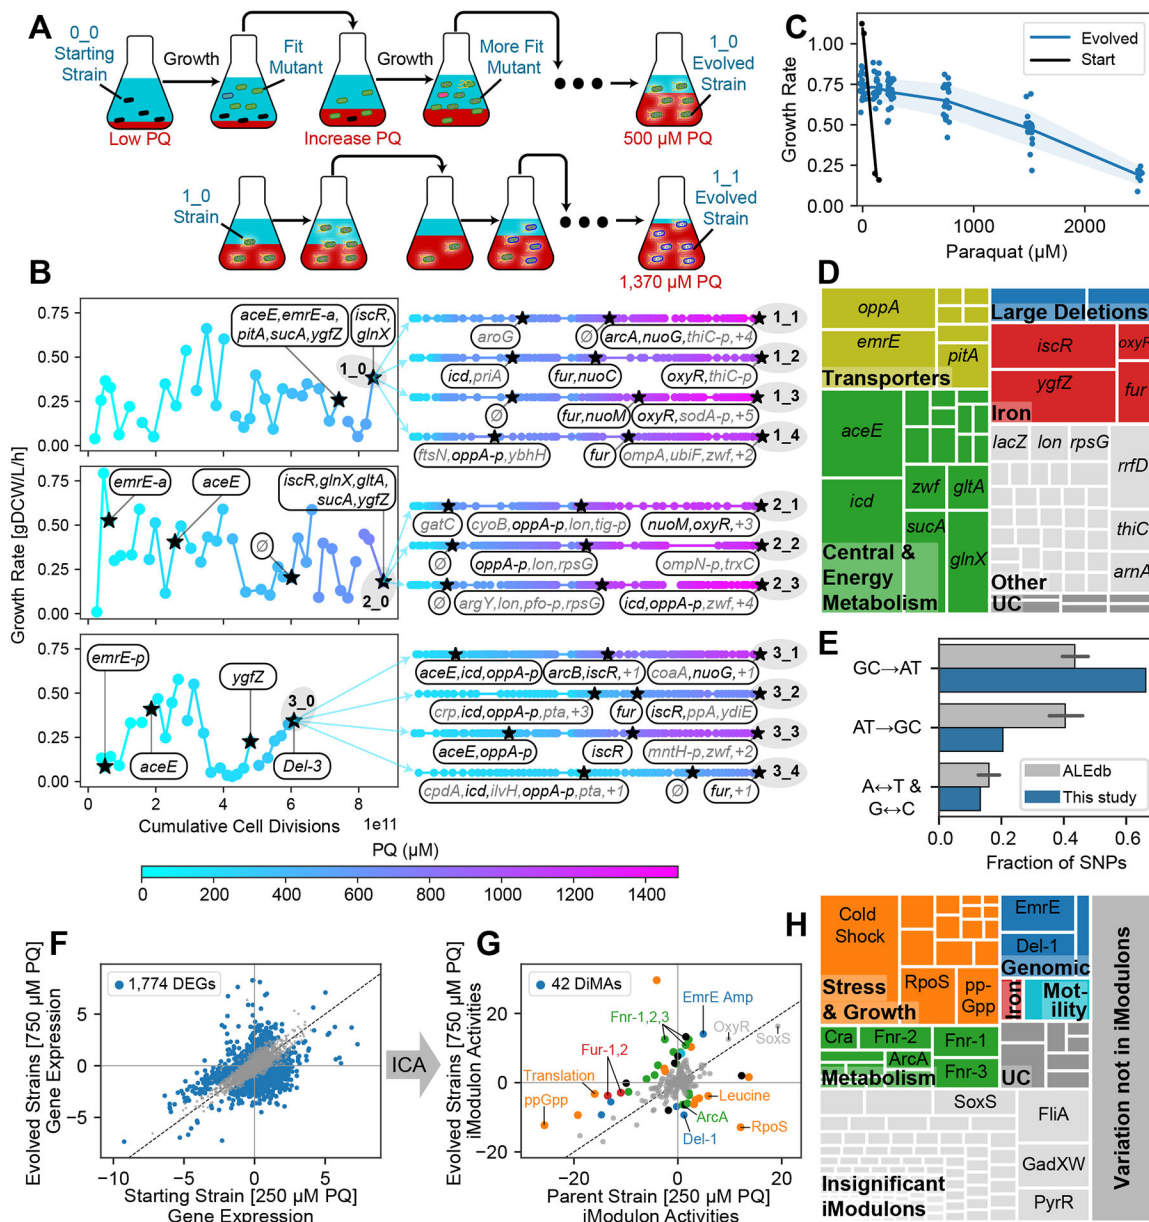 A
0_0
Starting
Strain
Growth
Fit
Mutant
Growth
More Fit
Mutant
1_0
Evolved
Strain
Low PQ
Increase PQ
500 µM PQ
1_0
Strain
1_1
Evolved
Strain
1,370 µM PQ
C
Growth Rate
1.00
0.75
0.50
0.25
0.00
Evolved
Start
0
1000
2000
Paraquat (µM)
B
Growth Rate [gDCW/L/h]
0.75
0.50
0.25
0.00
aceE,emrE-a,
pitA,sucA,ygfZ
iscR,
glnX
1_0
1_1
aroG
Ø
arcA,nuoG,thiC-p,+4
1_2
icd,priA
fur,nuoC
oxyR,thiC-p
1_3
Ø
fur,nuoM
oxyR,sodA-p,+5
1_4
ftsN,oppA-p,ybhH
fur
ompA,ubiF,zwf,+2
0.75
0.50
0.25
0.00
emrE-a
aceE
iscR,glnX,gltA,
sucA,ygfZ
Ø
2_0
2_1
gatC
cyoB,oppA-p,lon,tig-p
nuoM,oxyR,+3
2_2
Ø
oppA-p,lon,rpsG
ompN-p,trxC
2_3
Ø
argY,lon,pfo-p,rpsG
icd,oppA-p,zwf,+4
0.75
0.50
0.25
0.00
emrE-p
aceE
ygfZ
3_0
Del-3
3_1
aceE,icd,oppA-p
arcB,iscR,+1
coaA,nuoG,+1
3_2
crp,icd,oppA-p,pta,+3
fur
iscR,ppA,ydiE
3_3
aceE,oppA-p
iscR
mntH-p,zwf,+2
3_4
cpdA,icd,ilvH,oppA-p,pta,+1
Ø
fur,+1
0
2
4
6
8
1e11
Cumulative Cell Divisions
PQ (µM)
0
200
400
600
800
1000
1200
1400
D
oppA
emrE
pitA
Transporters
Large Deletions
iscR
oxyR
ygfZ
fur
Iron
aceE
icd
zwf
gltA
sucA
glnX
Central &
Energy
Metabolism
lacZ
lon
rpsG
rrfD
thiC
arnA
Other
UC
E
GC→AT
AT→GC
A↔T &
G↔C
ALEdb
This study
0.0
0.2
0.4
0.6
Fraction of SNPs
F
Evolved Strains [750 µM PQ]
Gene Expression
1,774 DEGs
5
0
−5
−10
−5
0
5
Starting Strain [250 µM PQ]
Gene Expression
ICA
G
Evolved Strains [750 µM PQ]
iModulon Activities
42 DiMAs
20
0
−20
EmrE Amp
Fnr-1,2,3
OxyR
SoxS
Fur-1,2
Translation
ppGpp
Leucine
ArcA
RpoS
Del-1
−20
0
20
Parent Strain [250 µM PQ]
iModulon Activities
H
Cold
Shock
RpoS
pp-
Gpp
Stress
& Growth
EmrE
Del-1
Genomic
Iron
Mot-
ility
Cra
Fnr-2
Fnr-1
ArcA
Fnr-3
Metabolism
UC
SoxS
FliA
GadXW
PyrR
Insignificant
iModulons
Variation not in iModulons